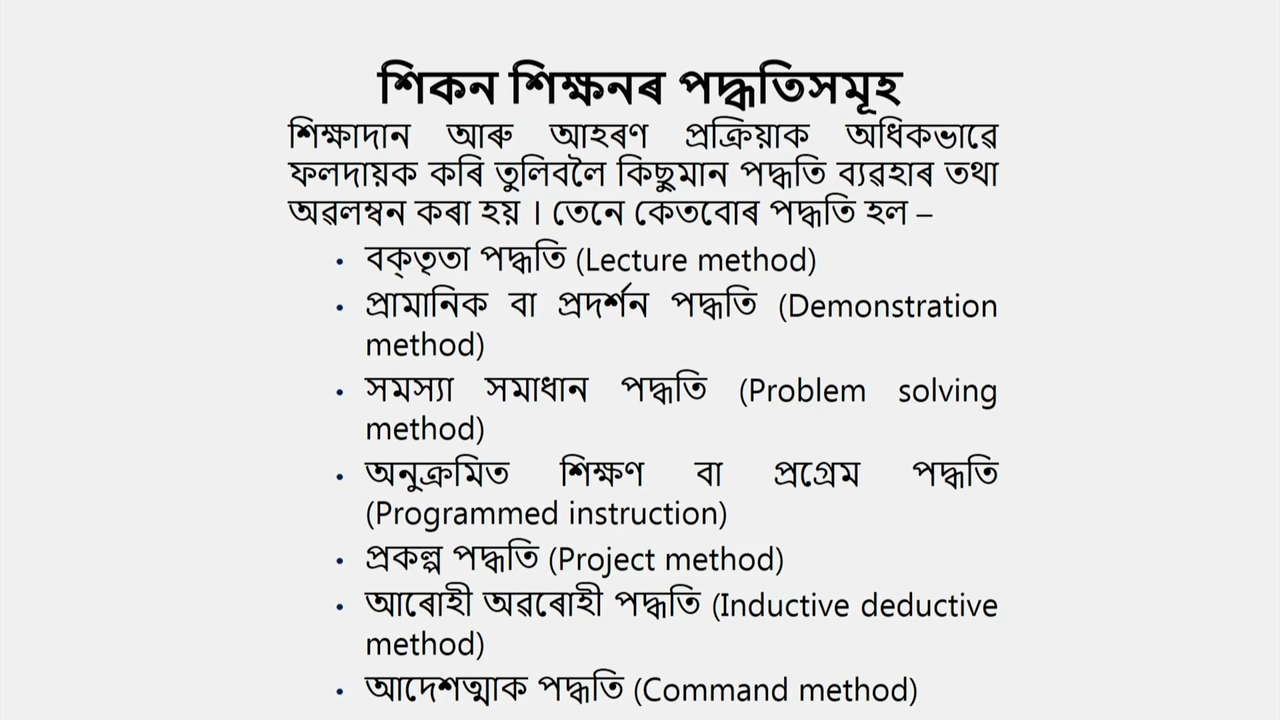 শিকন শিক্ষনৰ পদ্ধতিসমূহ
শিক্ষাদান আৰু আহৰণ প্ৰক্ৰিয়াক অধিকভাৱে
ফলদায়ক কৰি তুলিবলৈ কিছুমান পদ্ধতি ব্যৱহাৰ তথা
অৱলম্বন কৰা হয় । তেনে কেতবোৰ পদ্ধতি হল –
• বক্‌তৃতা পদ্ধতি (Lecture method)
• প্ৰামানিক বা প্ৰদৰ্শন পদ্ধতি (Demonstration
method)
• সমস্যা সমাধান পদ্ধতি (Problem solving
method)
• অনুক্ৰমিত শিক্ষণ বা প্ৰগ্ৰেম পদ্ধতি
(Programmed instruction)
• প্ৰকল্প পদ্ধতি (Project method)
• আৰোহী অৱৰোহী পদ্ধতি (Inductive deductive
method)
• আদেশত্মাক পদ্ধতি (Command method)